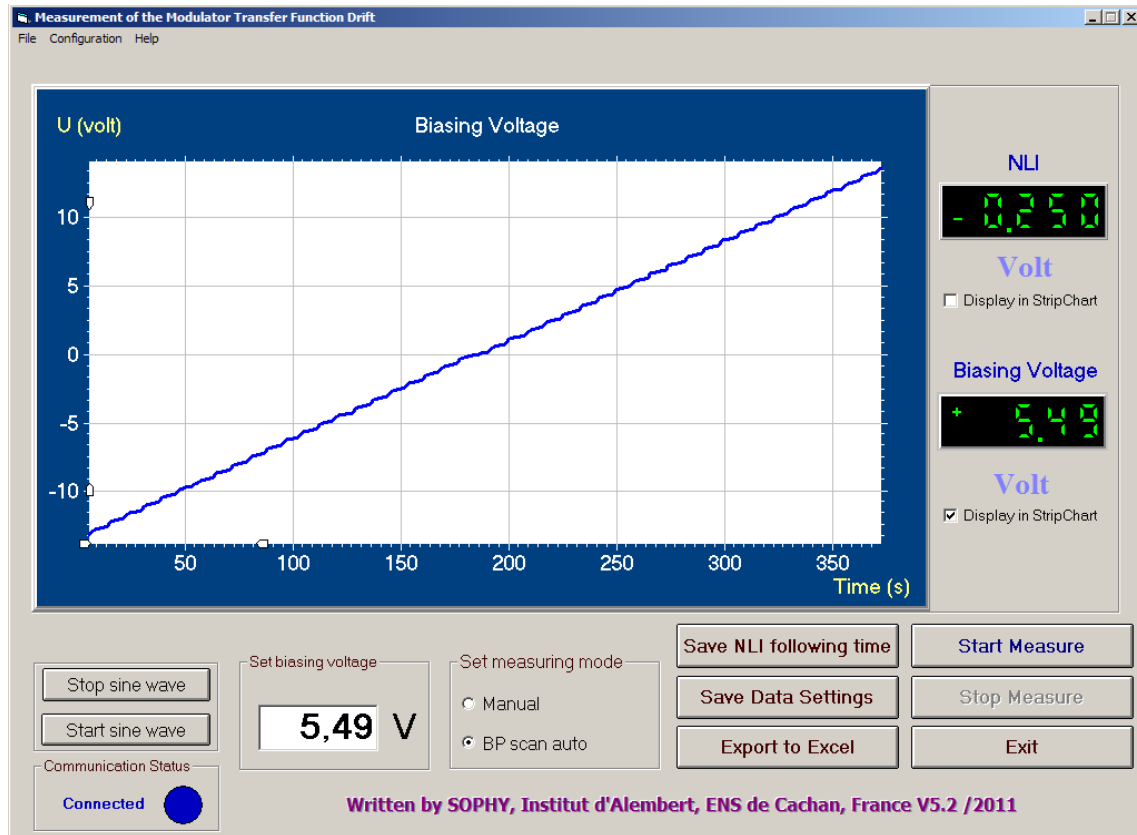 Measurement of the Modulator Transfer Function Drift
File Configuration Help
U (volt)
Biasing Voltage
10
5
0
-5
-10
50 100 150 200 250 300 350
Time (s)
NLI
- 0.250
Volt
Display in StripChart
Biasing Voltage
+ 5.49
Volt
Display in StripChart
Stop sine wave
Start sine wave
Communication Status
Connected
Set biasing voltage
5,49 V
Set measuring mode
Manual
BP scan auto
Save NLI following time
Start Measure
Save Data Settings
Stop Measure
Export to Excel
Exit
Written by SOPHY, Institut d'Alembert, ENS de Cachan, France V5.2 /2011